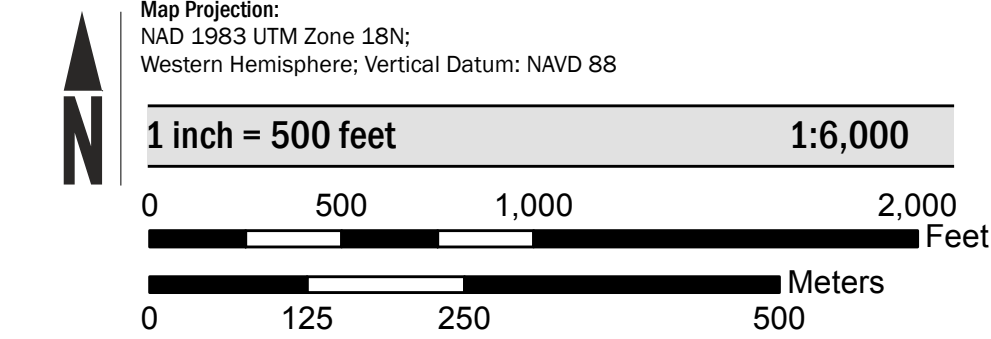 Map Projection:
NAD 1983 UTM Zone 18N;
Western Hemisphere; Vertical Datum: NAVD 88
N
1 inch = 500 feet 1:6,000
0 500 1,000 2,000
Feet
Meters
0 125 250 500